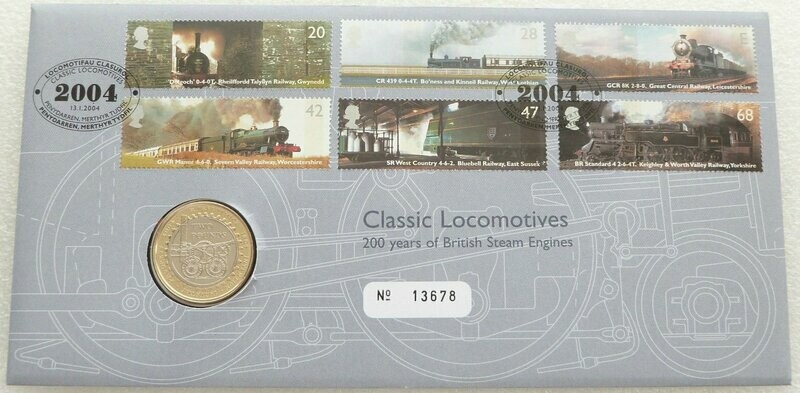 20
28
E
'Dolgoch' 0-4-0T, Rheilffordd Talyllyn Railway, Gwynedd
CR 439 0-4-4T, Bo'ness and Kinneil Railway, West Lothian
GCR 8K 2-8-0, Great Central Railway, Leicestershire
LOCOMOTIFAU CLASUROL
CLASSIC LOCOMOTIVES
2004
13.1.2004
PENYDARREN, MERTHYR TYDFIL
PENYDARREN, MERTHYR TYDFIL
2004
42
47
68
GWR Manor 4-6-0, Severn Valley Railway, Worcestershire
SR West Country 4-6-2, Bluebell Railway, East Sussex
BR Standard 4 2-6-4T, Keighley & Worth Valley Railway, Yorkshire
Classic Locomotives
200 years of British Steam Engines
Nº 13678